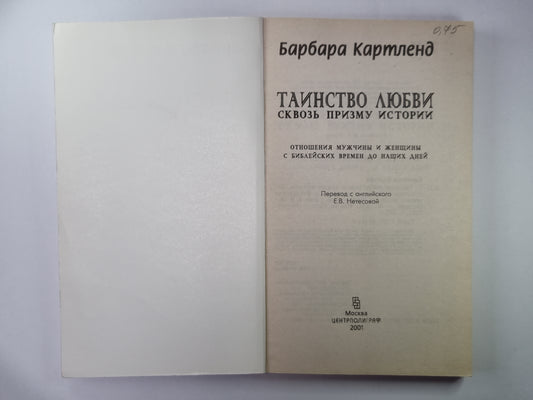 0,75
Барбара Картленд
ТАИНСТВО ЛЮБВИ
СКВОЗЬ ПРИЗМУ ИСТОРИИ
ОТНОШЕНИЯ МУЖЧИНЫ И ЖЕНЩИНЫ
С БИБЛЕЙСКИХ ВРЕМЕН ДО НАШИХ ДНЕЙ
Перевод с английского
Е.В. Нетесовой
Москва
ЦЕНТРПОЛИГРАФ
2001